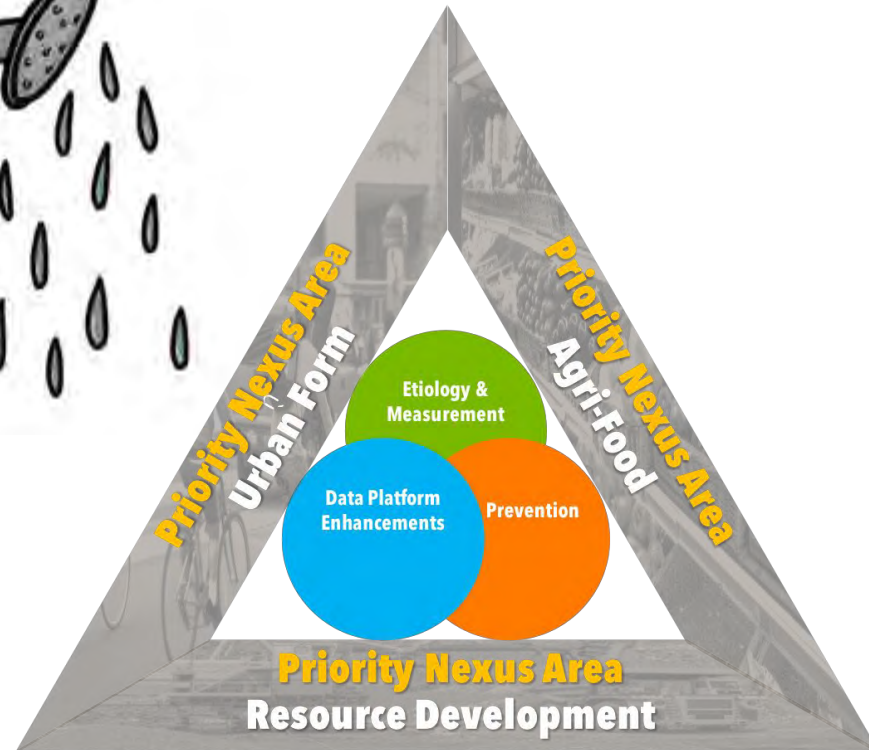 Priority Nexus Area
Urban Form
Priority Nexus Area
Agri-Food
Etiology &
Measurement
Data Platform
Enhancements
Prevention
Priority Nexus Area
Resource Development